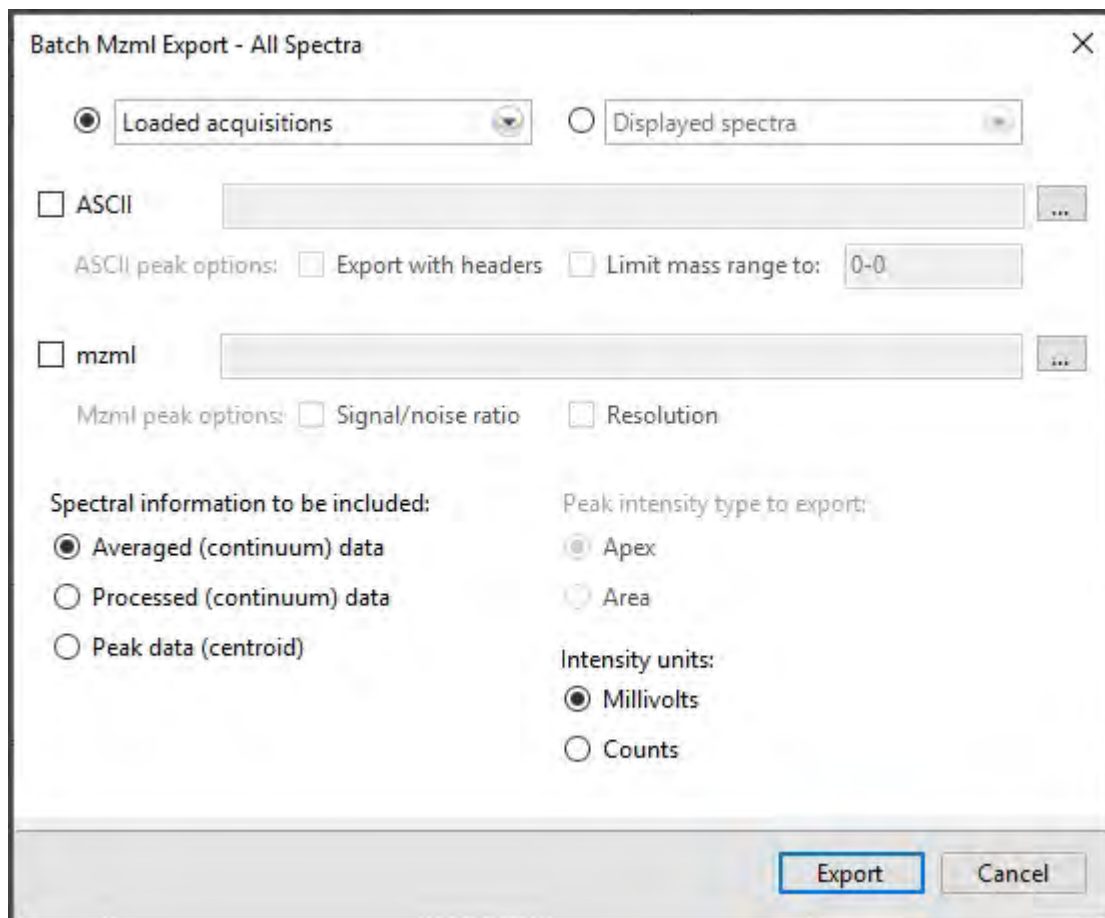 Batch Mzml Export - All Spectra
Loaded acquisitions Displayed spectra
ASCII ...
ASCII peak options: Export with headers Limit mass range to: 0-0
mzml ...
Mzml peak options: Signal/noise ratio Resolution
Spectral information to be included: Peak intensity type to export:
Averaged (continuum) data Apex
Processed (continuum) data Area
Peak data (centroid)
Intensity units:
Millivolts
Counts
Export Cancel